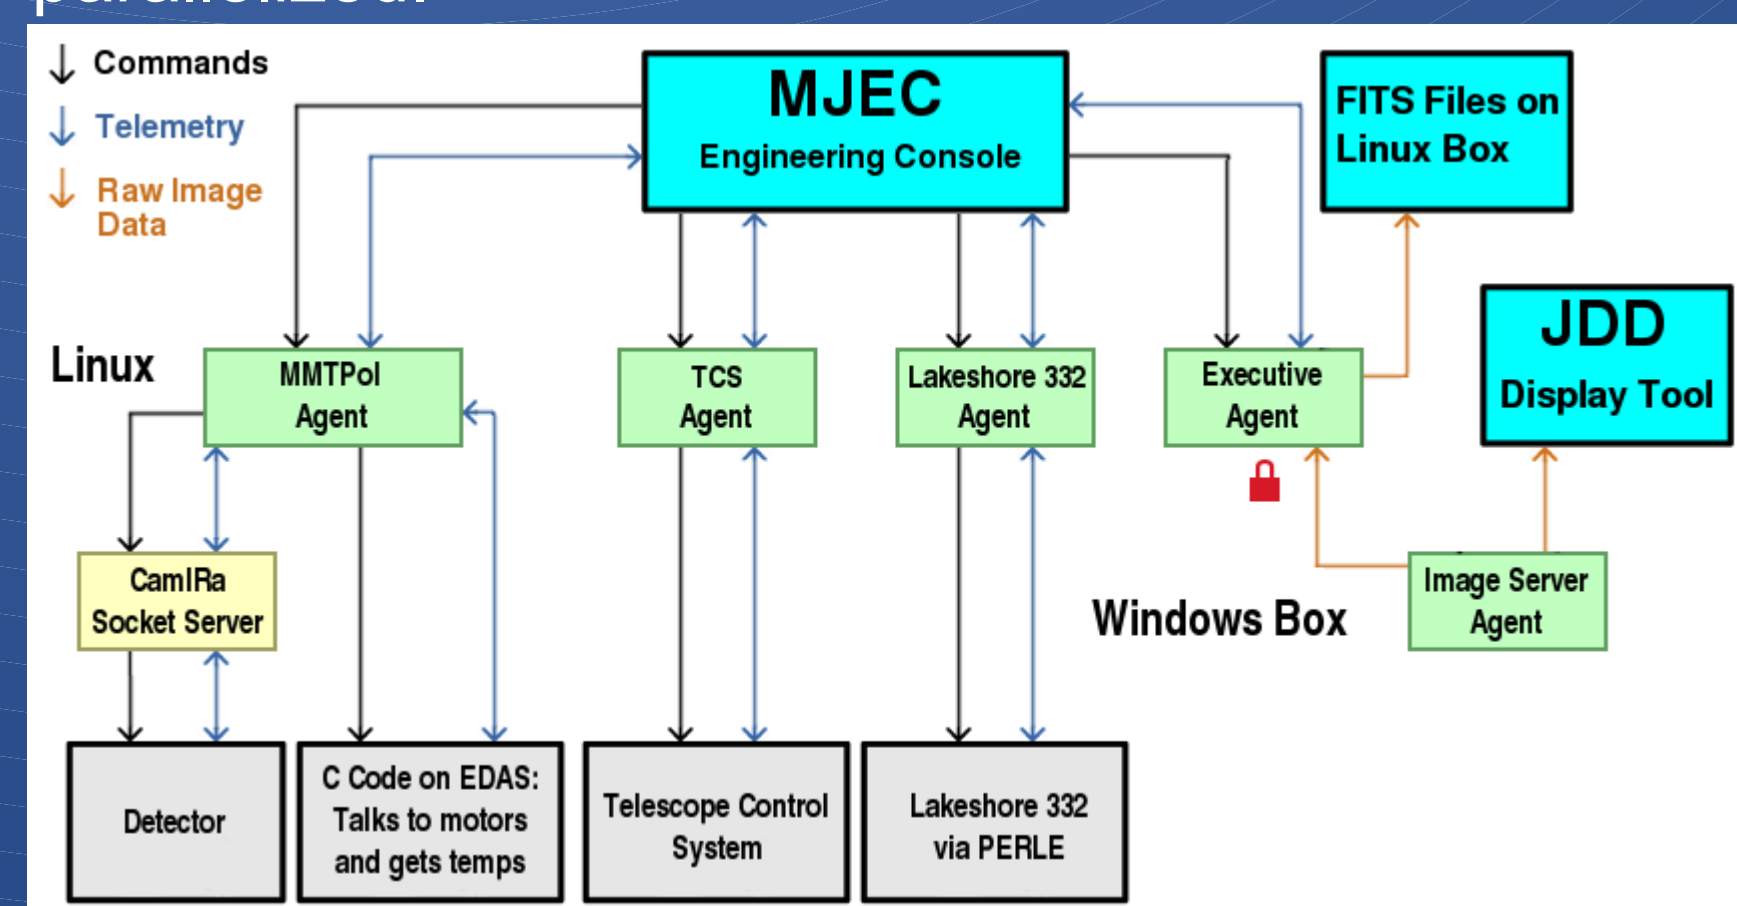 parallelized.
Commands
Telemetry
Raw Image
Data
MJEC
Engineering Console
FITS Files on
Linux Box
JDD
Display Tool
Linux
MMTPol
Agent
TCS
Agent
Lakeshore 332
Agent
Executive
Agent
CamIRa
Socket Server
Windows Box
Image Server
Agent
Detector
C Code on EDAS:
Talks to motors
and gets temps
Telescope Control
System
Lakeshore 332
via PERLE